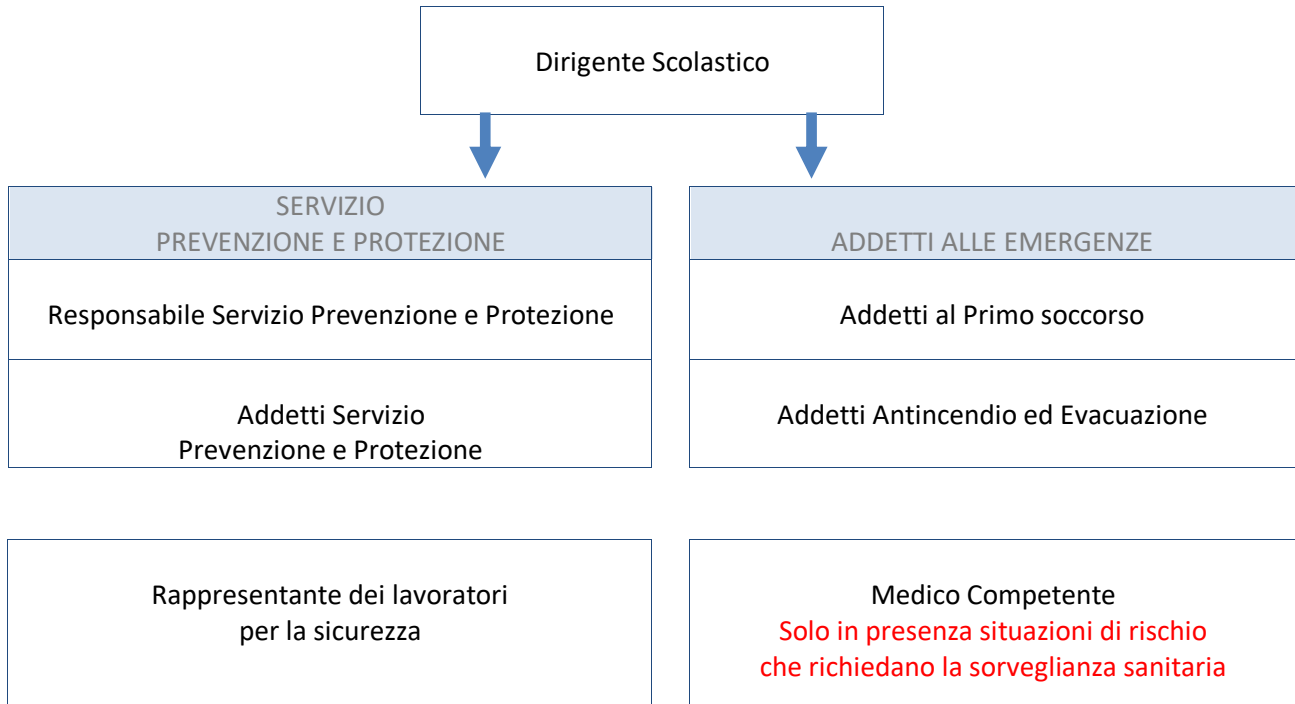 Dirigente Scolastico
SERVIZIO
PREVENZIONE E PROTEZIONE
Responsabile Servizio Prevenzione e Protezione
Addetti Servizio
Prevenzione e Protezione
ADDETTI ALLE EMERGENZE
Addetti al Primo soccorso
Addetti Antincendio ed Evacuazione
Rappresentante dei lavoratori
per la sicurezza
Medico Competente
Solo in presenza situazioni di rischio
che richiedano la sorveglianza sanitaria